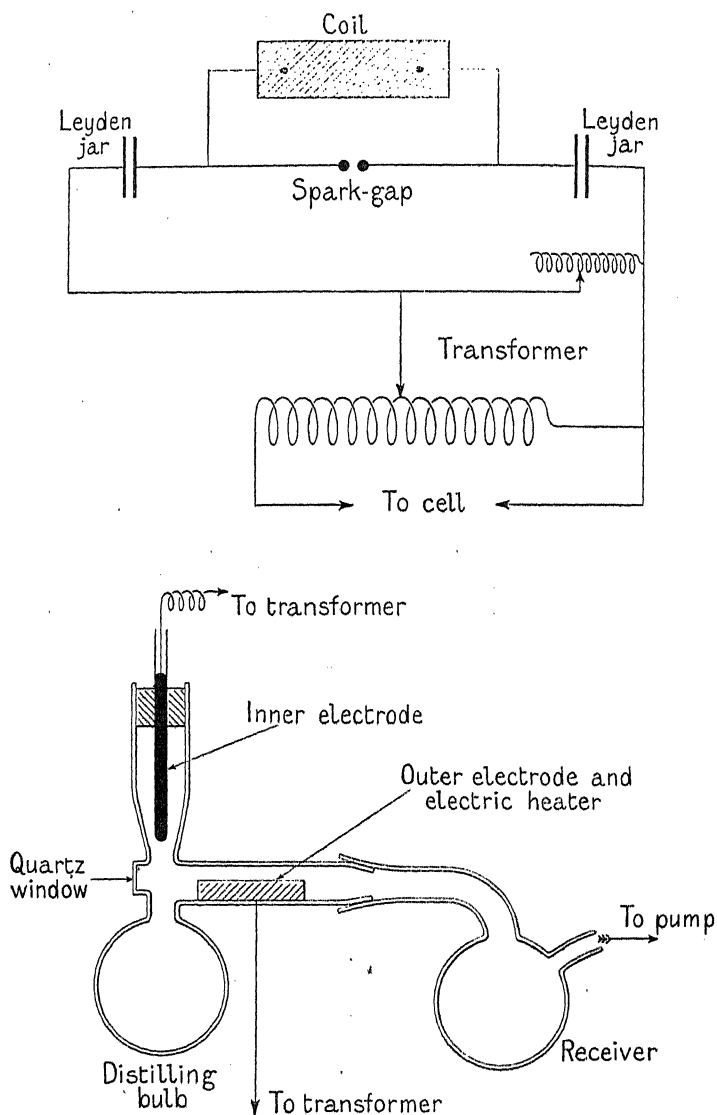 Coil
Leyden
jar
Leyden
jar
Spark-gap
Transformer
To cell
To transformer
Inner electrode
Outer electrode and
electric heater
Quartz
window
To pump
Receiver
Distilling
bulb
To transformer